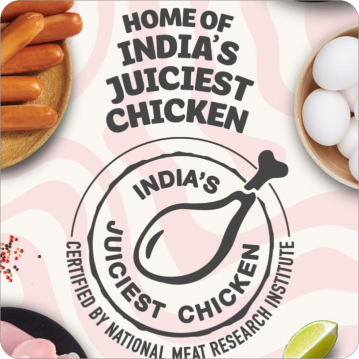 HOME OF
INDIA'S
JUICIEST
CHICKEN
INDIA'S
JUICIEST CHICKEN
CERTIFIED BY NATIONAL MEAT RESEARCH INSTITUTE